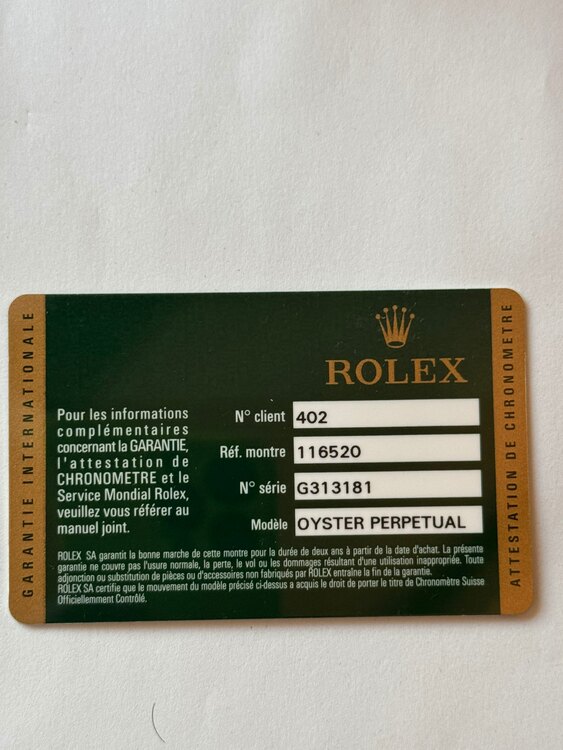 GARANTIE INTERNATIONALE
ROLEX
Pour les informations
complémentaires
concernant la GARANTIE,
l'attestation de
CHRONOMETRE et le
Service Mondial Rolex,
veuillez vous référer au
manuel joint.
N° client 402
Réf. montre 116520
N° série G313181
Modèle OYSTER PERPETUAL
ROLEX SA garantit la bonne marche de cette montre pour la durée de deux ans à partir de la date d'achat. La présente
garantie ne couvre pas l'usure normale, la perte, le vol ou les dommages résultant d'une utilisation inappropriée. Toute
adjonction ou substitution de pièces ou d'accessoires non fabriqués par ROLEX entraîne la fin de la garantie.
ROLEX SA certifie que le mouvement du modèle précisé ci-dessus a acquis le droit de porter le titre de Chronomètre Suisse
Officiellement Contrôlé.
ATTESTATION DE CHRONOMETRE